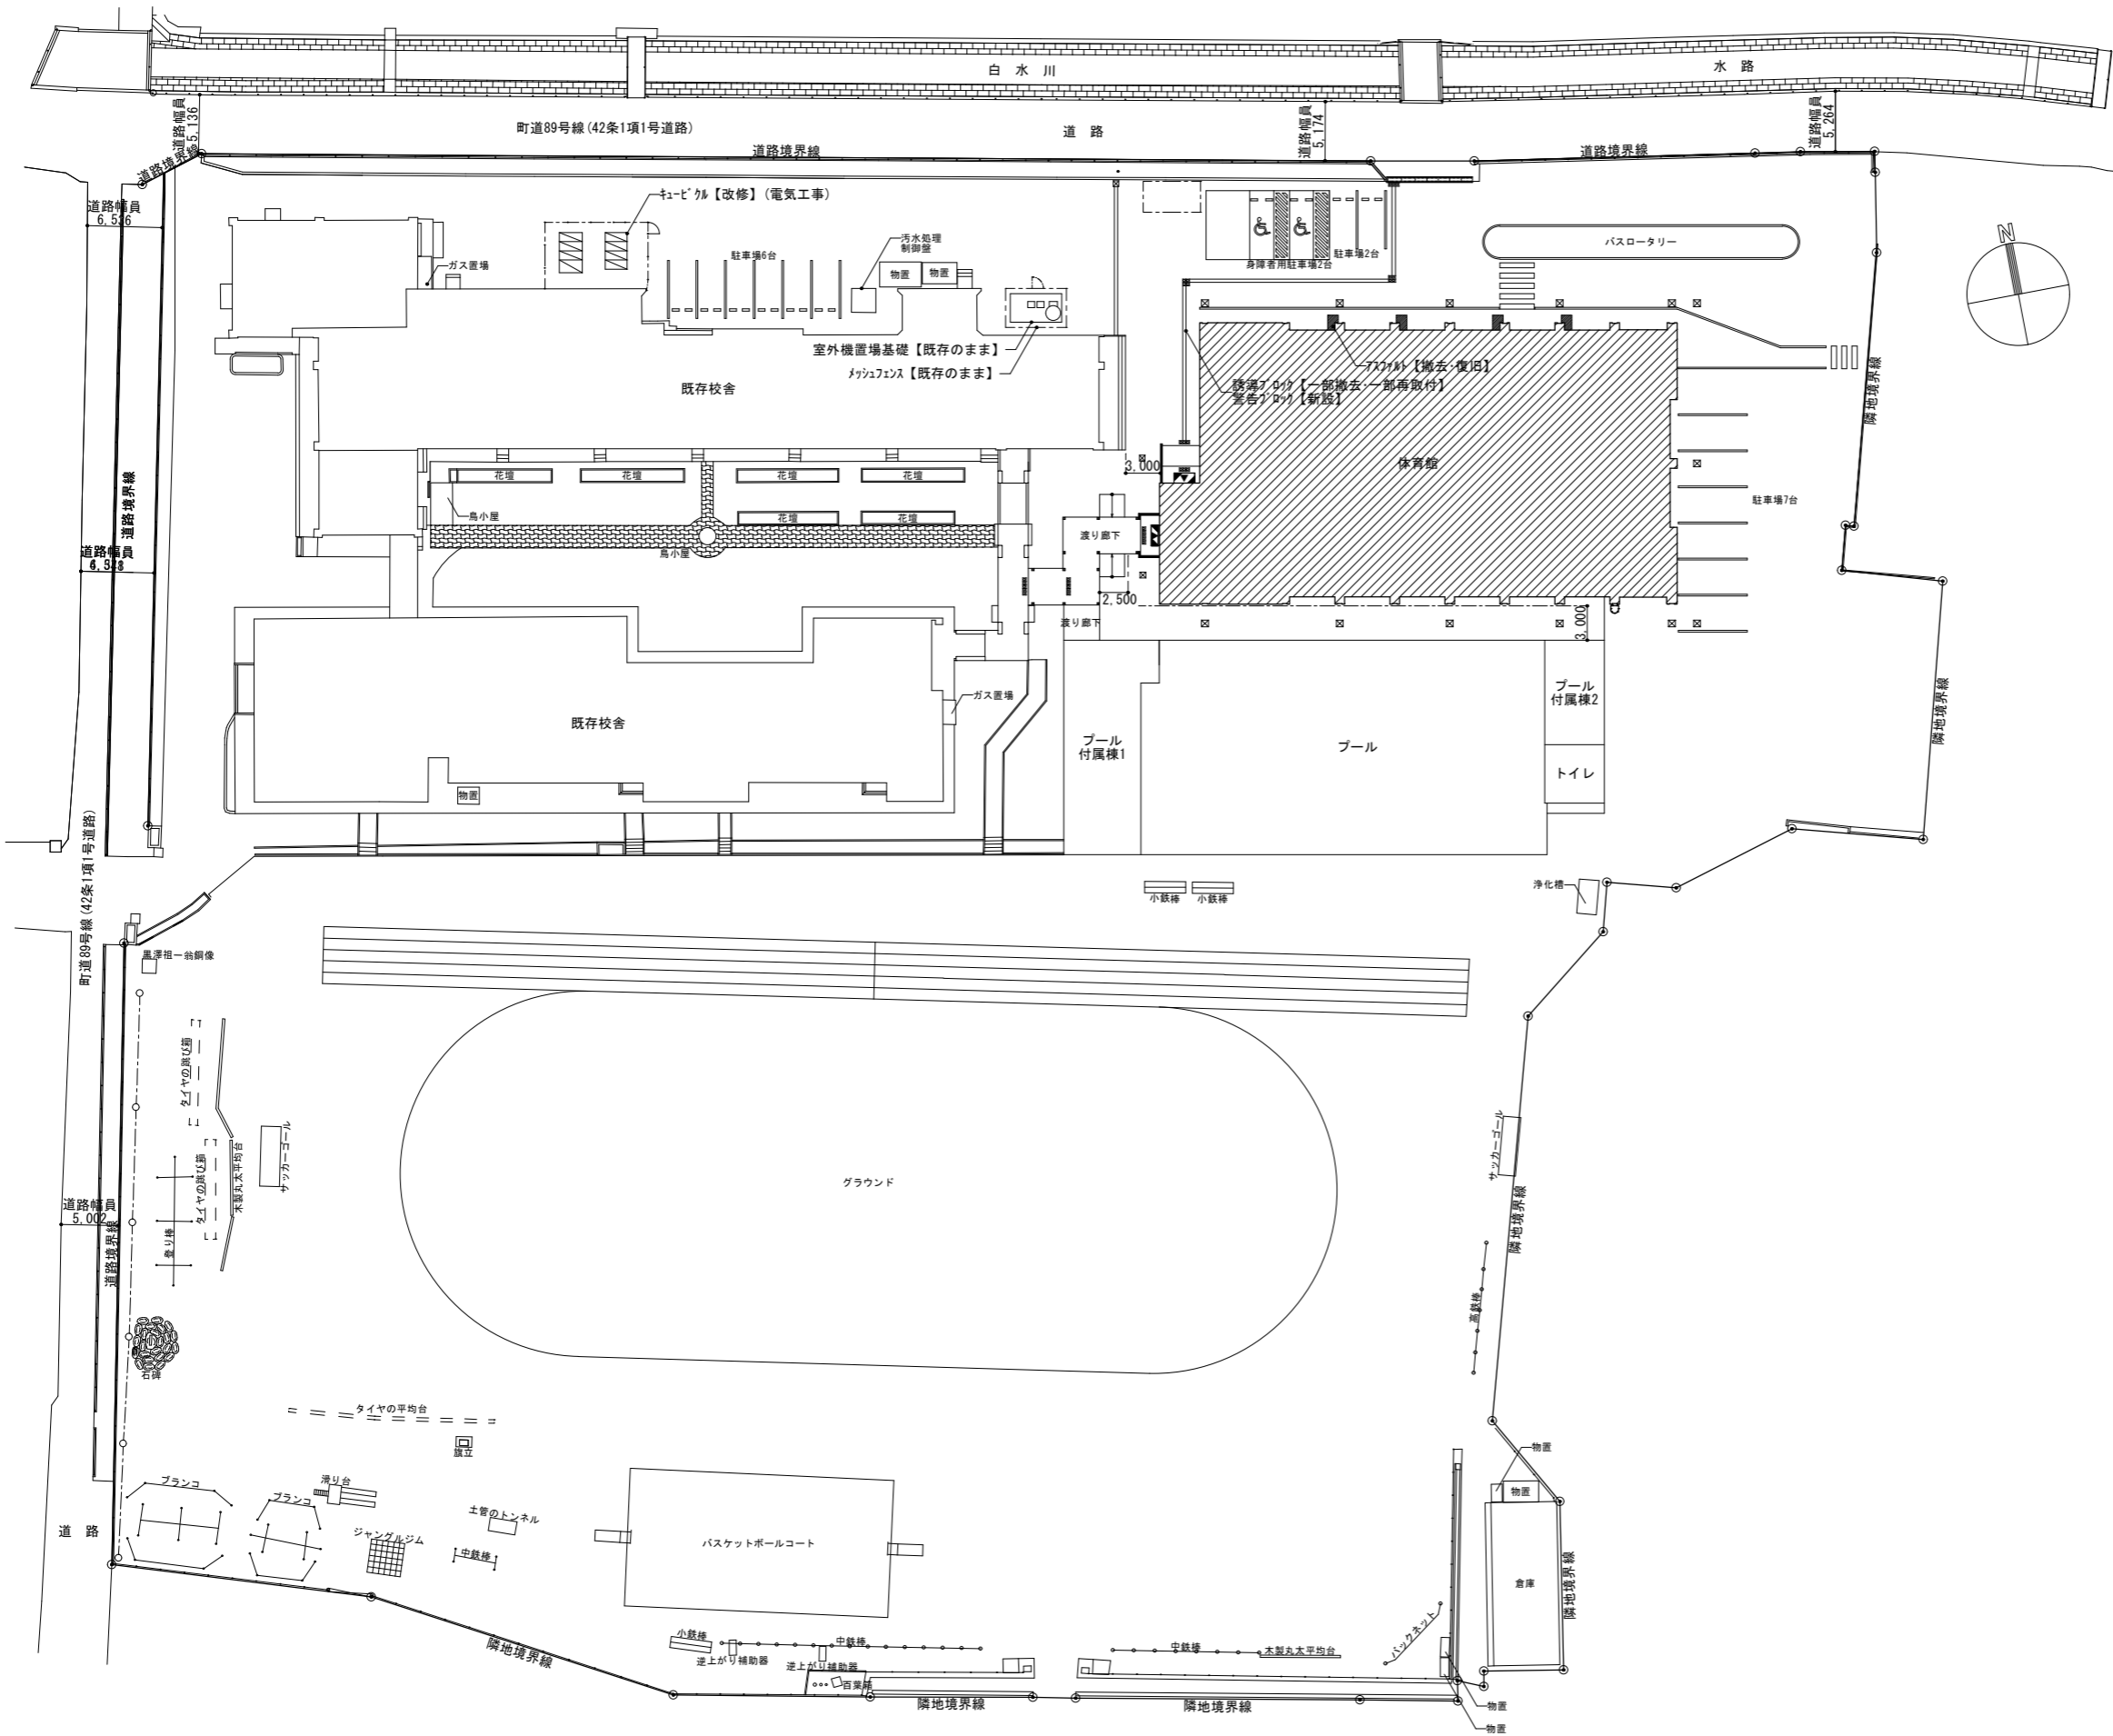 白 水 川
水 路
道路幅員
5,136
町道89号線(42条1項1号道路)
道 路
道路幅員
5,174
道路幅員
5,264
道路境界線
道路境界線
道路境界線
キュービクル【改修】(電気工事)
道路幅員
ガス置場
駐車場6台
汚水処理
制御盤
物置
物置
身障者用駐車場2台
駐車場2台
バスロータリー
N
室外機置場基礎【既存のまま】
メッシュフェンス【既存のまま】
アスファルト【撤去・復旧】
誘導ブロック【一部撤去・一部再取付】
警告ブロック【新設】
既存校舎
隣地境界線
体育館
3,000
花壇
花壇
花壇
花壇
駐車場7台
鳥小屋
花壇
花壇
道路境界線
鳥小屋
渡り廊下
道路幅員
2,500
渡り廊下
3,000
ガス置場
既存校舎
プール
付属棟1
プール
プール
付属棟2
トイレ
隣地境界線
物置
町道89号線(42条1項1号道路)
小鉄棒
小鉄棒
浄化槽
黒澤祖一翁銅像
タイヤの跳び箱
サッカーゴール
タイヤの跳び箱
木製丸太平均台
サッカーゴール
グラウンド
道路幅員
5,002
道路境界線
登り棒
隣地境界線
高鉄棒
石碑
タイヤの平均台
旗立
物置
物置
ブランコ
ブランコ
滑り台
土管のトンネル
道 路
ジャングルジム
中鉄棒
バスケットボールコート
倉庫
隣地境界線
隣地境界線
小鉄棒
中鉄棒
中鉄棒
木製丸太平均台
バックネット
逆上がり補助器
逆上がり補助器
百葉箱
隣地境界線
隣地境界線
物置
物置